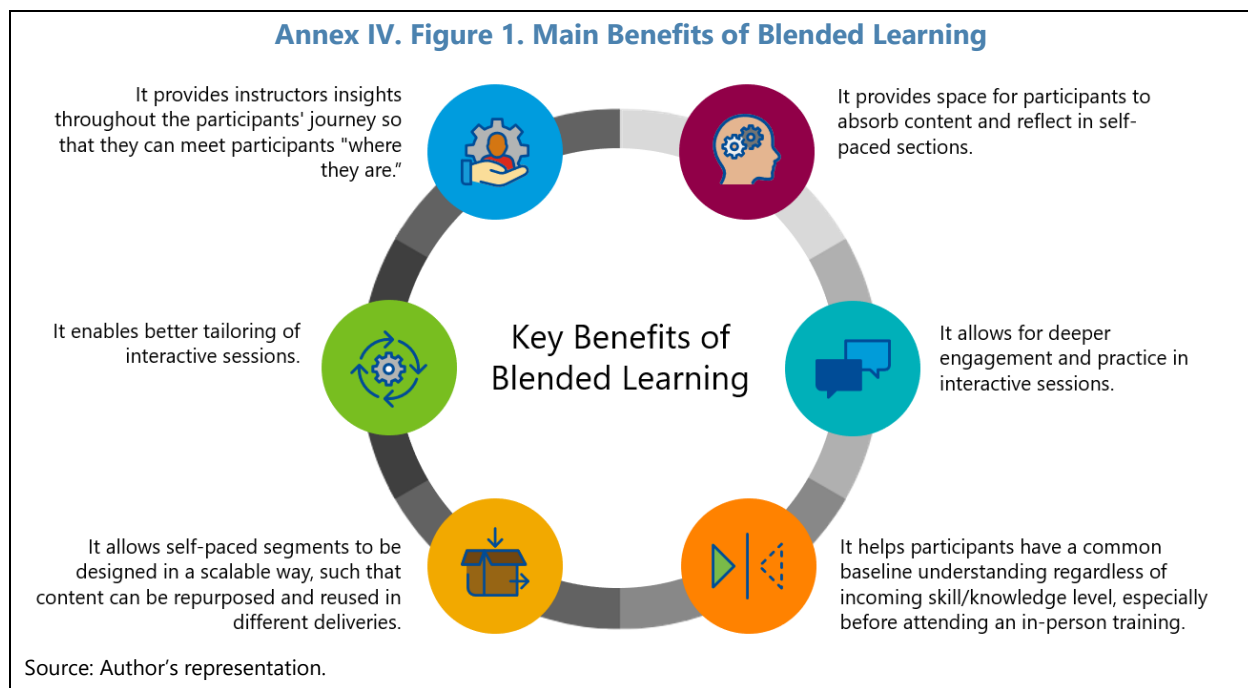 Annex IV. Figure 1. Main Benefits of Blended Learning
It provides instructors insights
throughout the participants' journey so
that they can meet participants "where
they are.”
It provides space for participants to
absorb content and reflect in self-
paced sections.
It enables better tailoring of
interactive sessions.
Key Benefits of
Blended Learning
It allows for deeper
engagement and practice in
interactive sessions.
It allows self-paced segments to be
designed in a scalable way, such that
content can be repurposed and reused in
different deliveries.
It helps participants have a common
baseline understanding regardless of
incoming skill/knowledge level, especially
before attending an in-person training.
Source: Author’s representation.